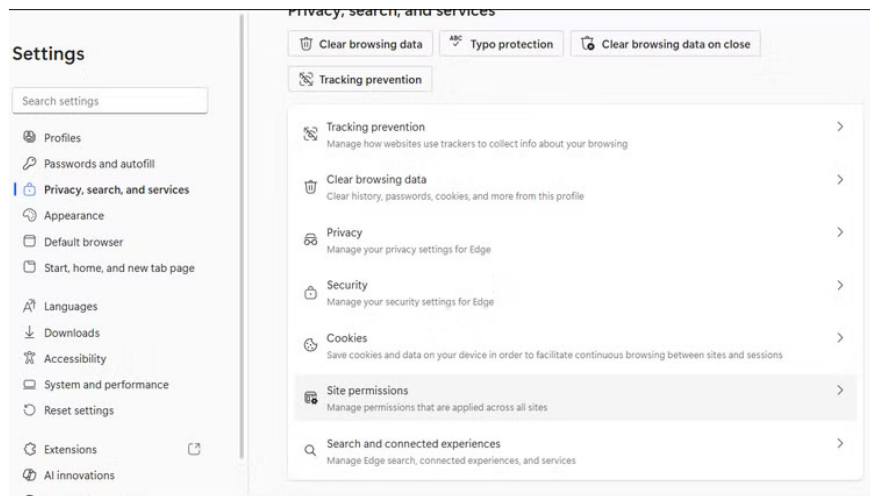 Privacy, search, and services
Settings
Clear browsing data
ABC
Typo protection
Clear browsing data on close
Tracking prevention
Search settings
Profiles
Passwords and autofill
Privacy, search, and services
Appearance
Default browser
Start, home, and new tab page
Languages
Downloads
Accessibility
System and performance
Reset settings
Extensions
AI innovations
Tracking prevention
Manage how websites use trackers to collect info about your browsing
Clear browsing data
Clear history, passwords, cookies, and more from this profile
Privacy
Manage your privacy settings for Edge
Security
Manage your security settings for Edge
Cookies
Save cookies and data on your device in order to facilitate continuous browsing between sites and sessions
Site permissions
Manage permissions that are applied across all sites
Search and connected experiences
Manage Edge search, connected experiences, and services